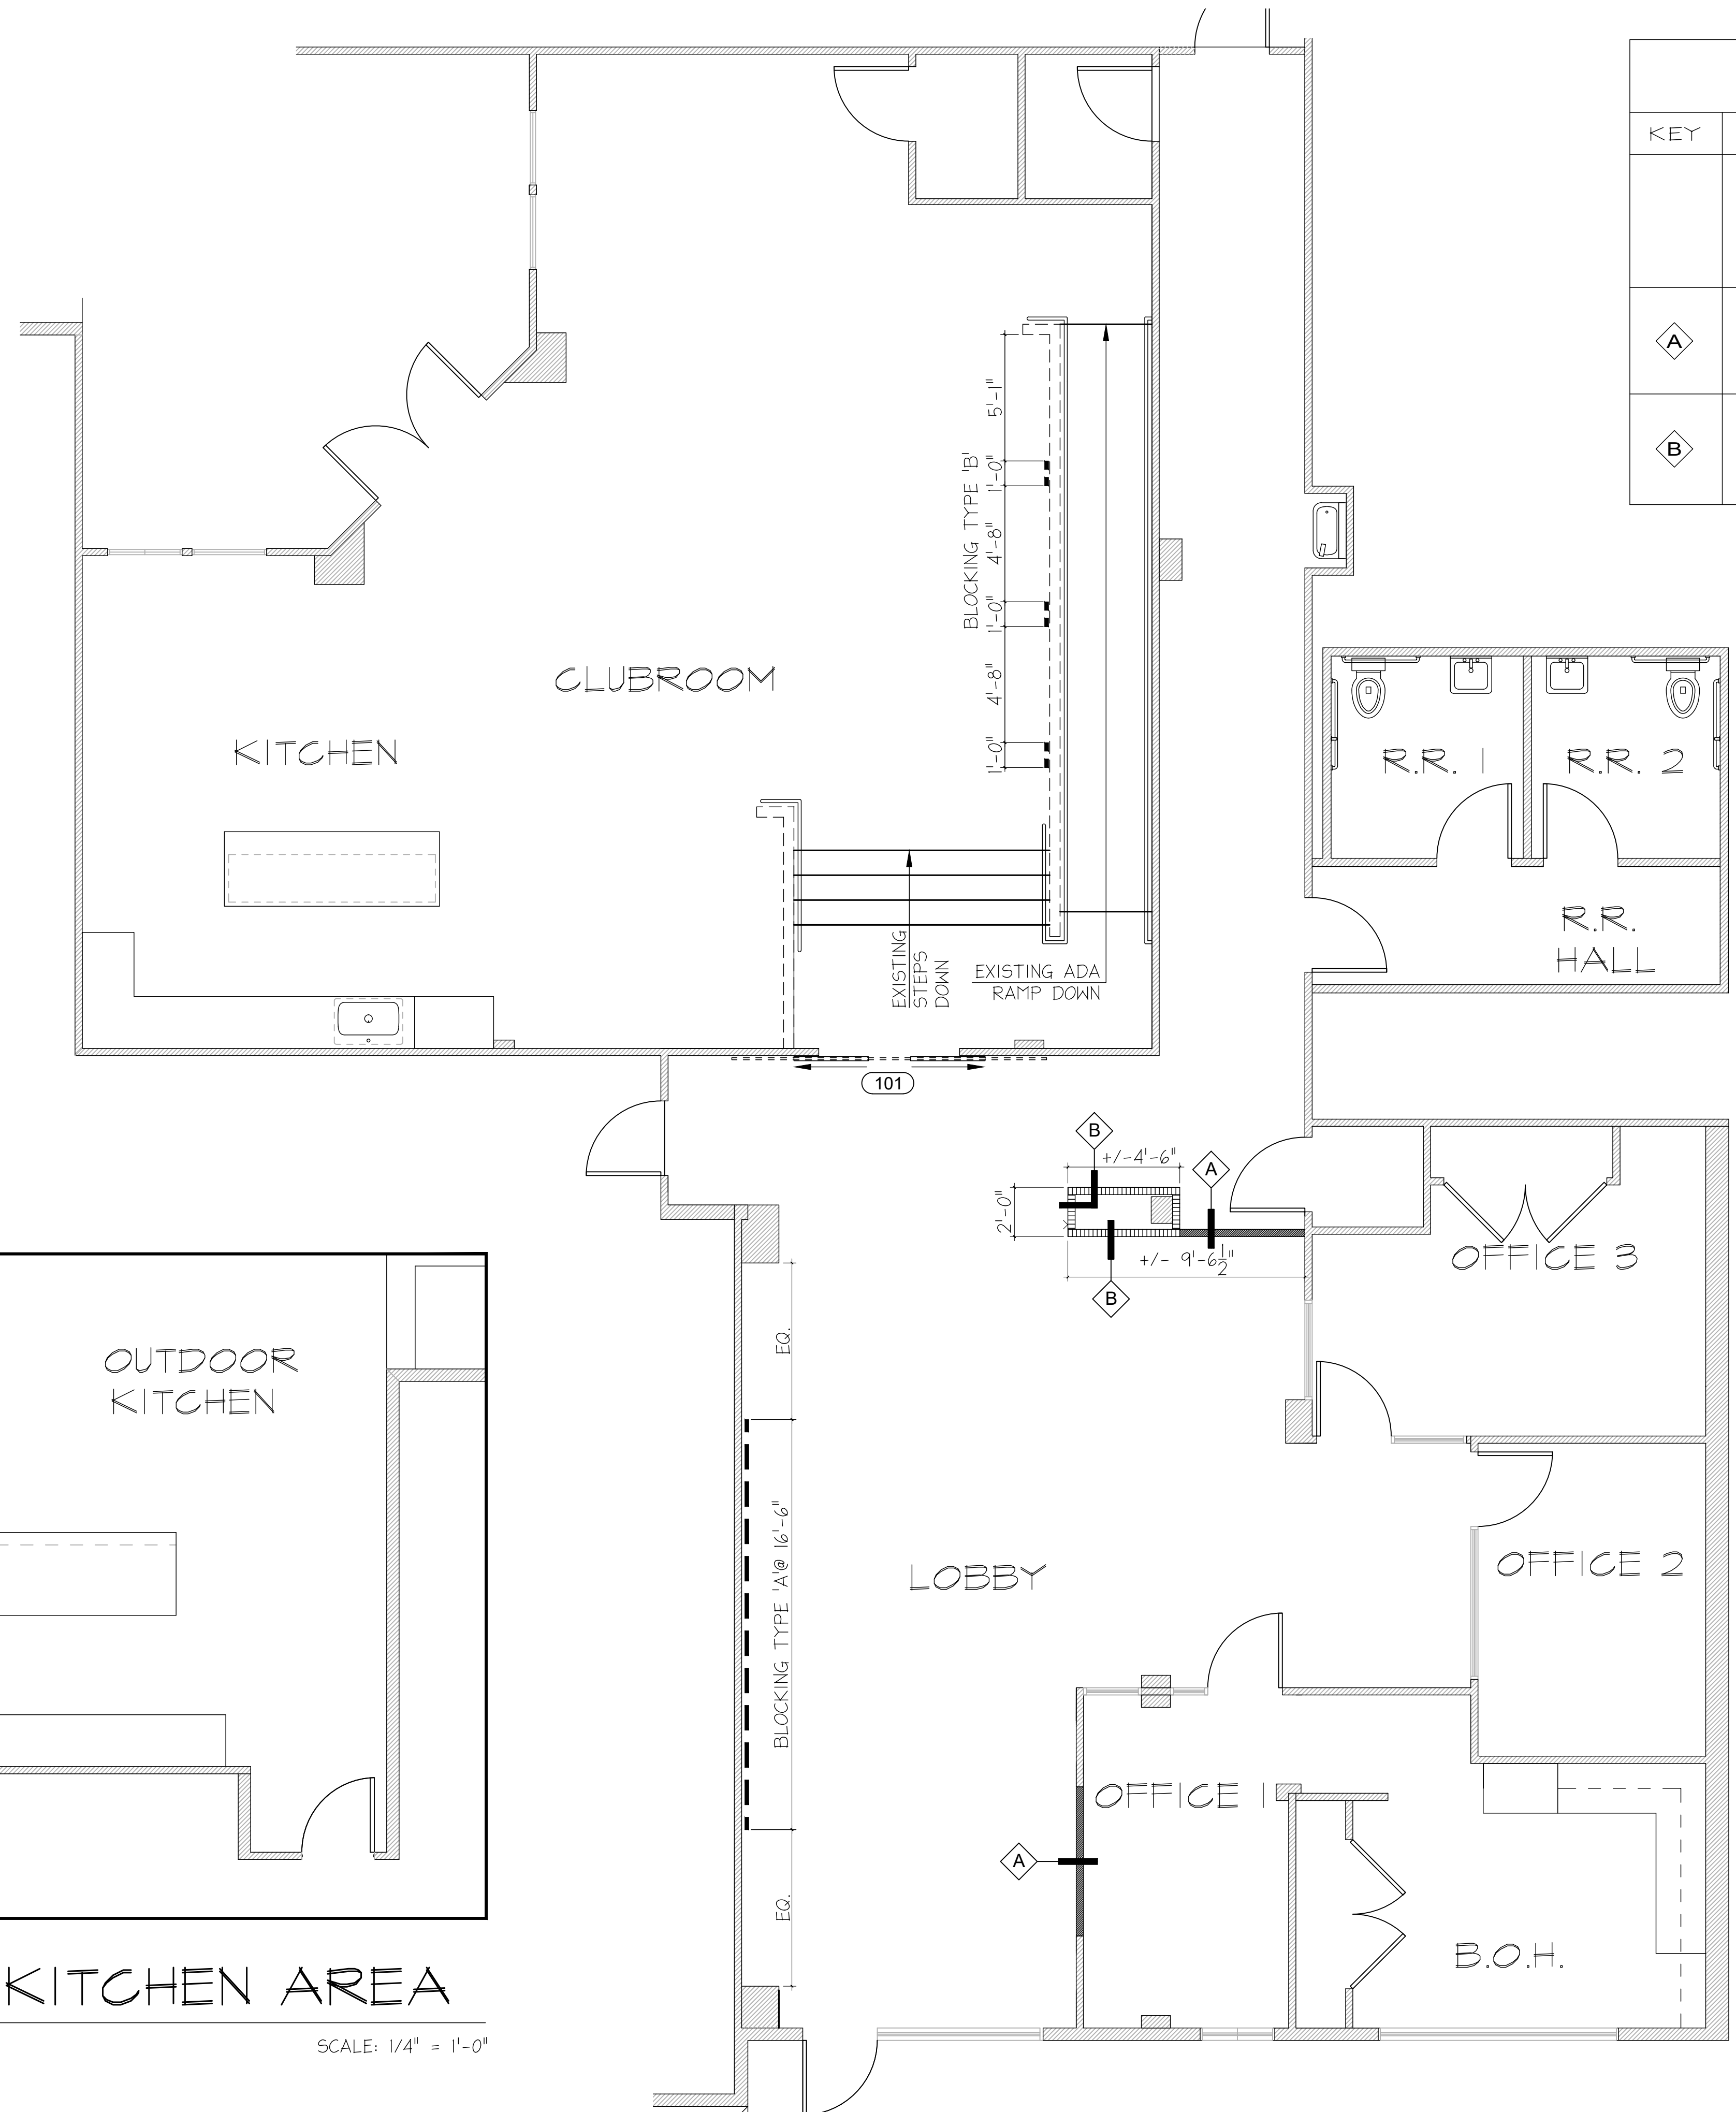 KEY
A
B
5'-1"
1'-0"
4'-8"
1'-0"
4'-8"
1'-0"
BLOCKING TYPE 'B'
CLUBROOM
KITCHEN
R.R. 1
R.R. 2
R.R.
HALL
EXISTING
STEPS
DOWN
EXISTING ADA
RAMP DOWN
101
B
+/-4'-6"
A
2'-0"
+/- 9'-6 1/2"
B
OFFICE 3
EQ.
OUTDOOR
KITCHEN
BLOCKING TYPE 'A'@ 16'-6"
LOBBY
OFFICE 2
OFFICE 1
A
EQ.
B.O.H.
KITCHEN AREA
SCALE: 1/4" = 1'-0"